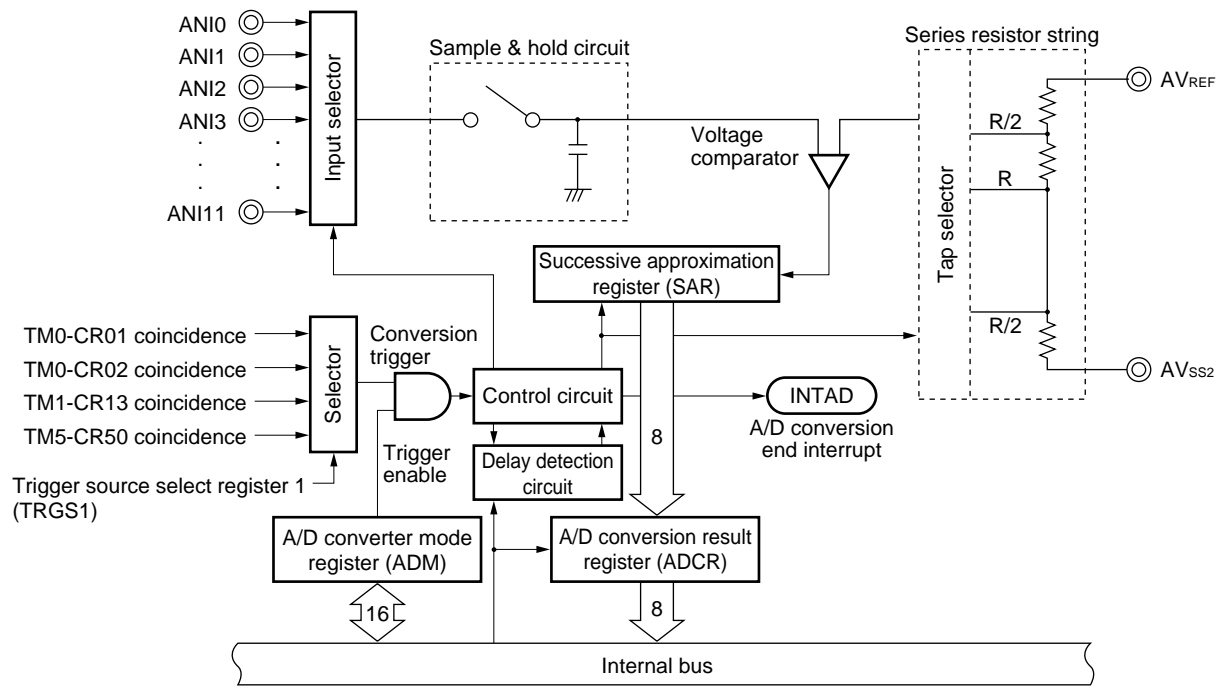 ANI0
ANI1
ANI2
ANI3
ANI11
Input selector
Sample & hold circuit
Voltage
comparator
Series resistor string
Tap selector
R/2
R
R/2
AVREF
AVSS2
Successive approximation
register (SAR)
TM0-CR01 coincidence
TM0-CR02 coincidence
TM1-CR13 coincidence
TM5-CR50 coincidence
Selector
Conversion
trigger
Trigger
enable
Control circuit
INTAD
A/D conversion
end interrupt
8
Delay detection
circuit
Trigger source select register 1
(TRGS1)
A/D converter mode
register (ADM)
A/D conversion result
register (ADCR)
16
8
Internal bus